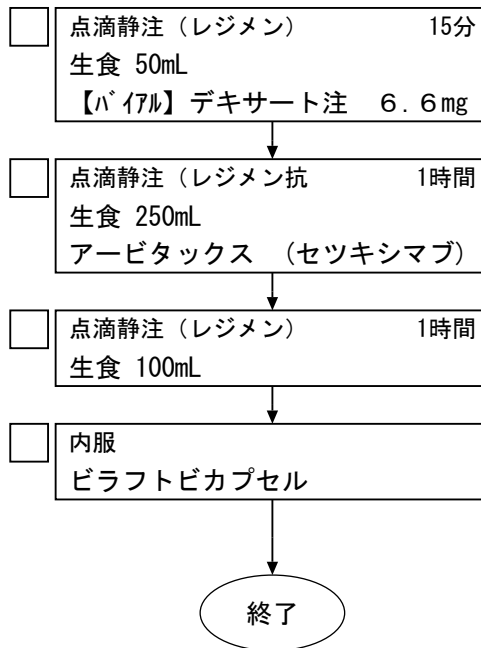 点滴静注（レジメン） 15分
生食 50mL
【ﾊﾞｲｱﾙ】デキサート注 ６．６mg
点滴静注（レジメン抗 1時間
生食 250mL
アービタックス （セツキシマブ）
点滴静注（レジメン） 1時間
生食 100mL
内服
ビラフトビカプセル
終了